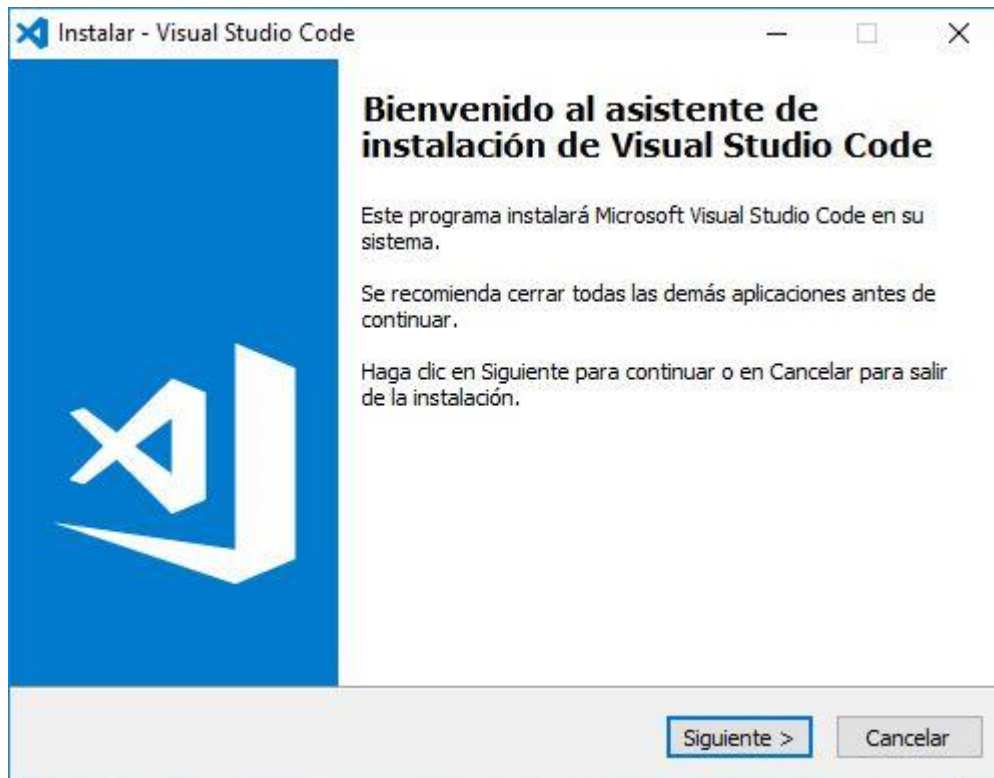 Instalar - Visual Studio Code
Bienvenido al asistente de
instalación de Visual Studio Code
Este programa instalará Microsoft Visual Studio Code en su
sistema.
Se recomienda cerrar todas las demás aplicaciones antes de
continuar.
Haga clic en Siguiente para continuar o en Cancelar para salir
de la instalación.
Siguiente >
Cancelar